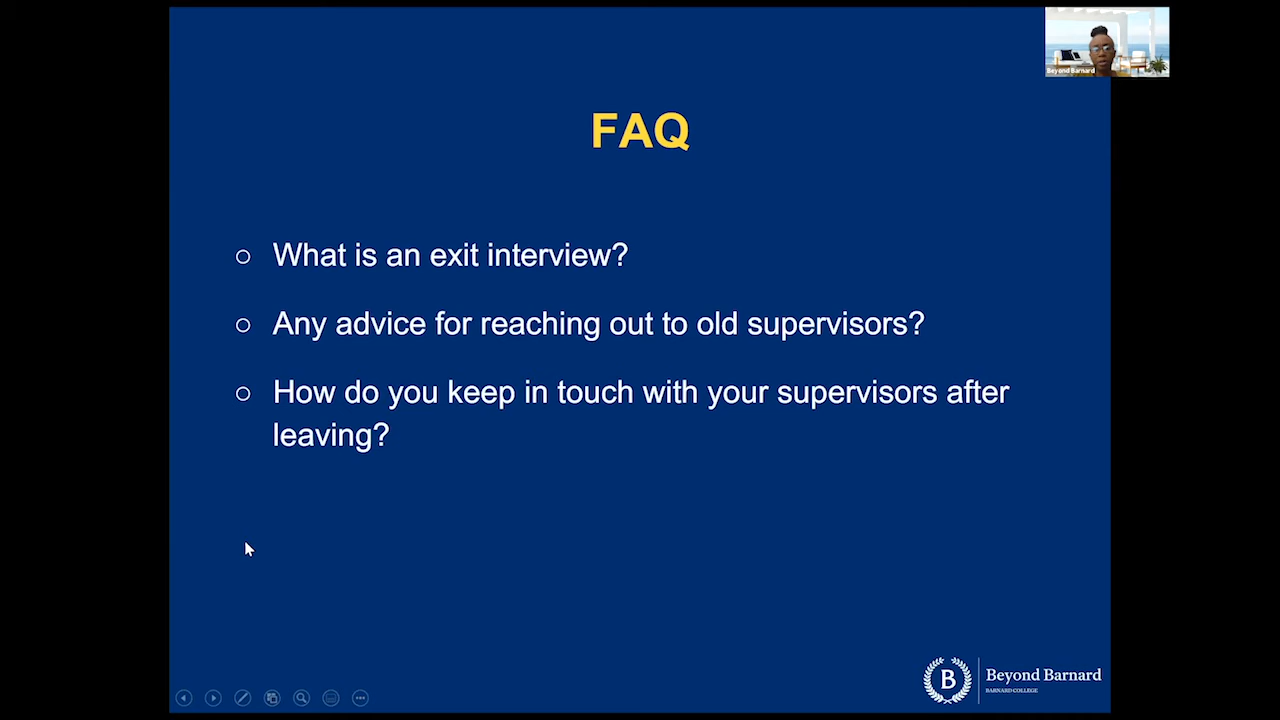 Beyond Barnard
FAQ
What is an exit interview?
Any advice for reaching out to old supervisors?
How do you keep in touch with your supervisors after
leaving?
B
Beyond Barnard
BARNARD COLLEGE